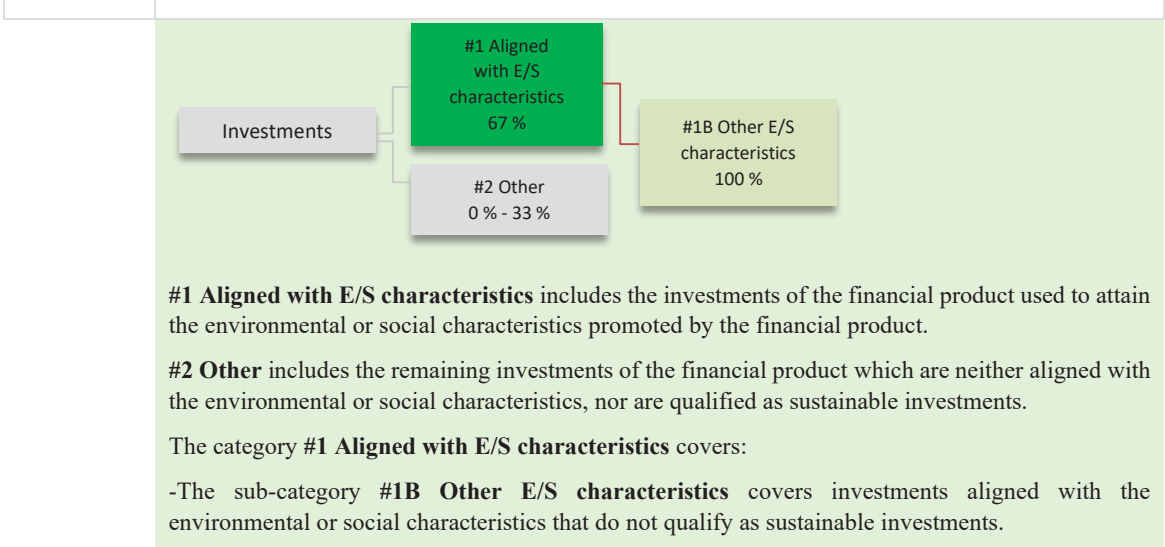 #1 Aligned
with E/S
characteristics
67 %
Investments
#1B Other E/S
characteristics
100 %
#2 Other
0 % - 33 %
#1 Aligned with E/S characteristics includes the investments of the financial product used to attain
the environmental or social characteristics promoted by the financial product.
#2 Other includes the remaining investments of the financial product which are neither aligned with
the environmental or social characteristics, nor are qualified as sustainable investments.
The category #1 Aligned with E/S characteristics covers:
-The sub-category #1B Other E/S characteristics covers investments aligned with the
environmental or social characteristics that do not qualify as sustainable investments.